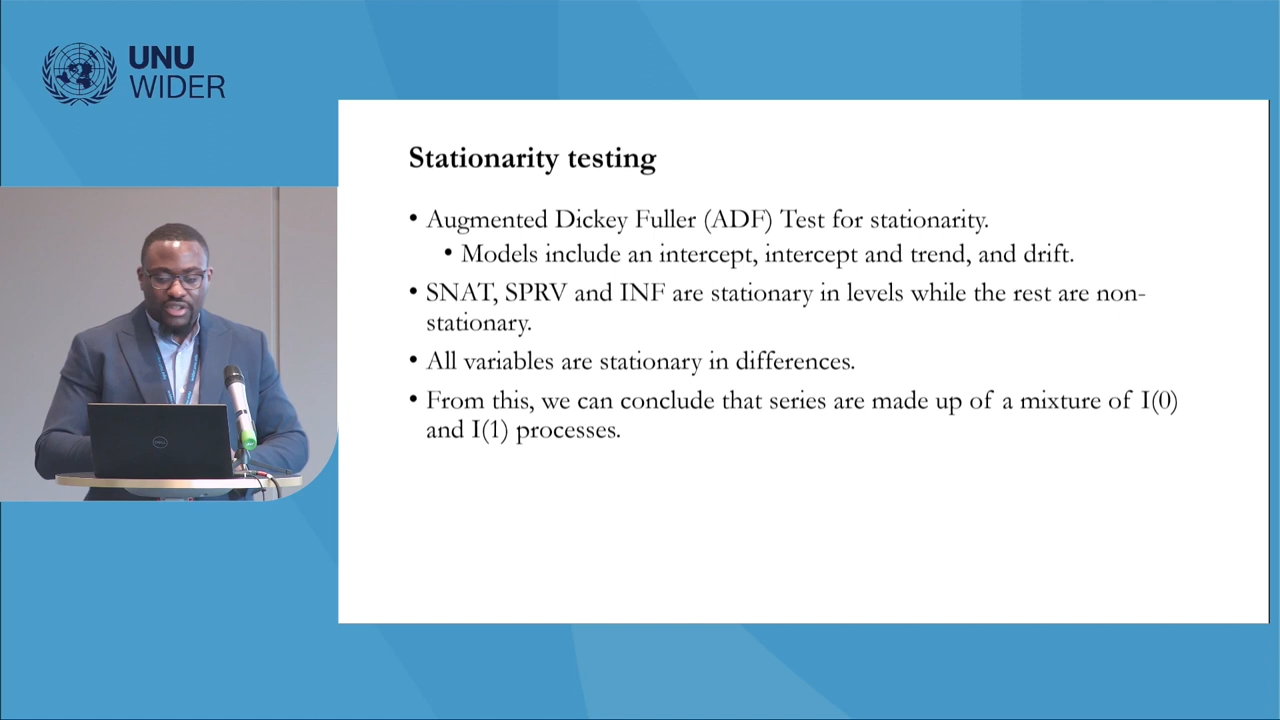 UNU
WIDER
Stationarity testing
• Augmented Dickey Fuller (ADF) Test for stationarity.
• Models include an intercept, intercept and trend, and drift.
• SNAT, SPRV and INF are stationary in levels while the rest are non-
stationary.
• All variables are stationary in differences.
• From this, we can conclude that series are made up of a mixture of I(0)
and I(1) processes.
DELL